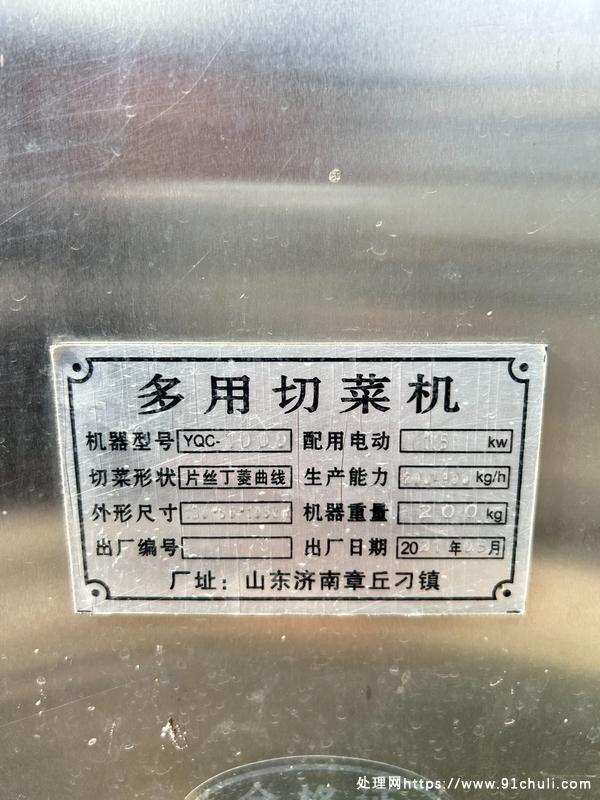 多用切菜机
机器型号 YQC-1000 配用电动 kw
切菜形状 片丝丁菱曲线 生产能力 kg/h
外形尺寸 机器重量 200 kg
出厂编号 出厂日期 20 年 月
厂址：山东济南章丘刁镇
处理网https://www.91chuli.com